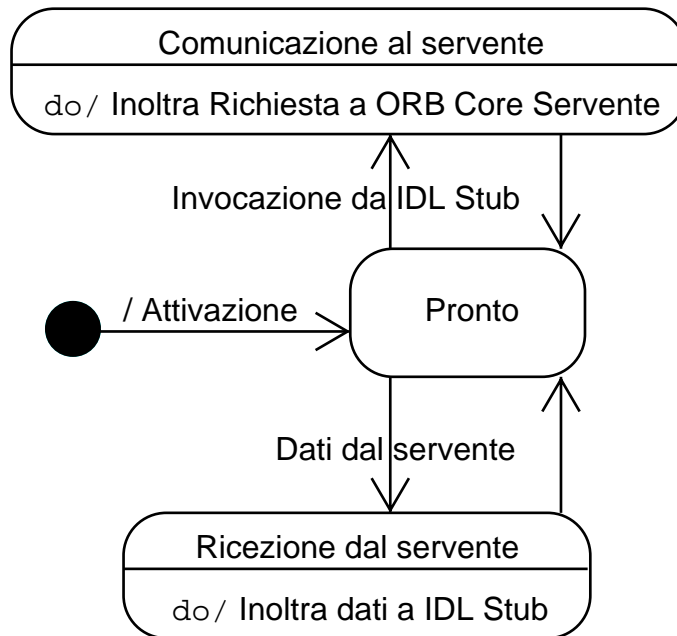 Comunicazione al servente
do/ Inoltra Richiesta a ORB Core Servente
Invocazione da IDL Stub
/ Attivazione
Pronto
Dati dal servente
Ricezione dal servente
do/ Inoltra dati a IDL Stub